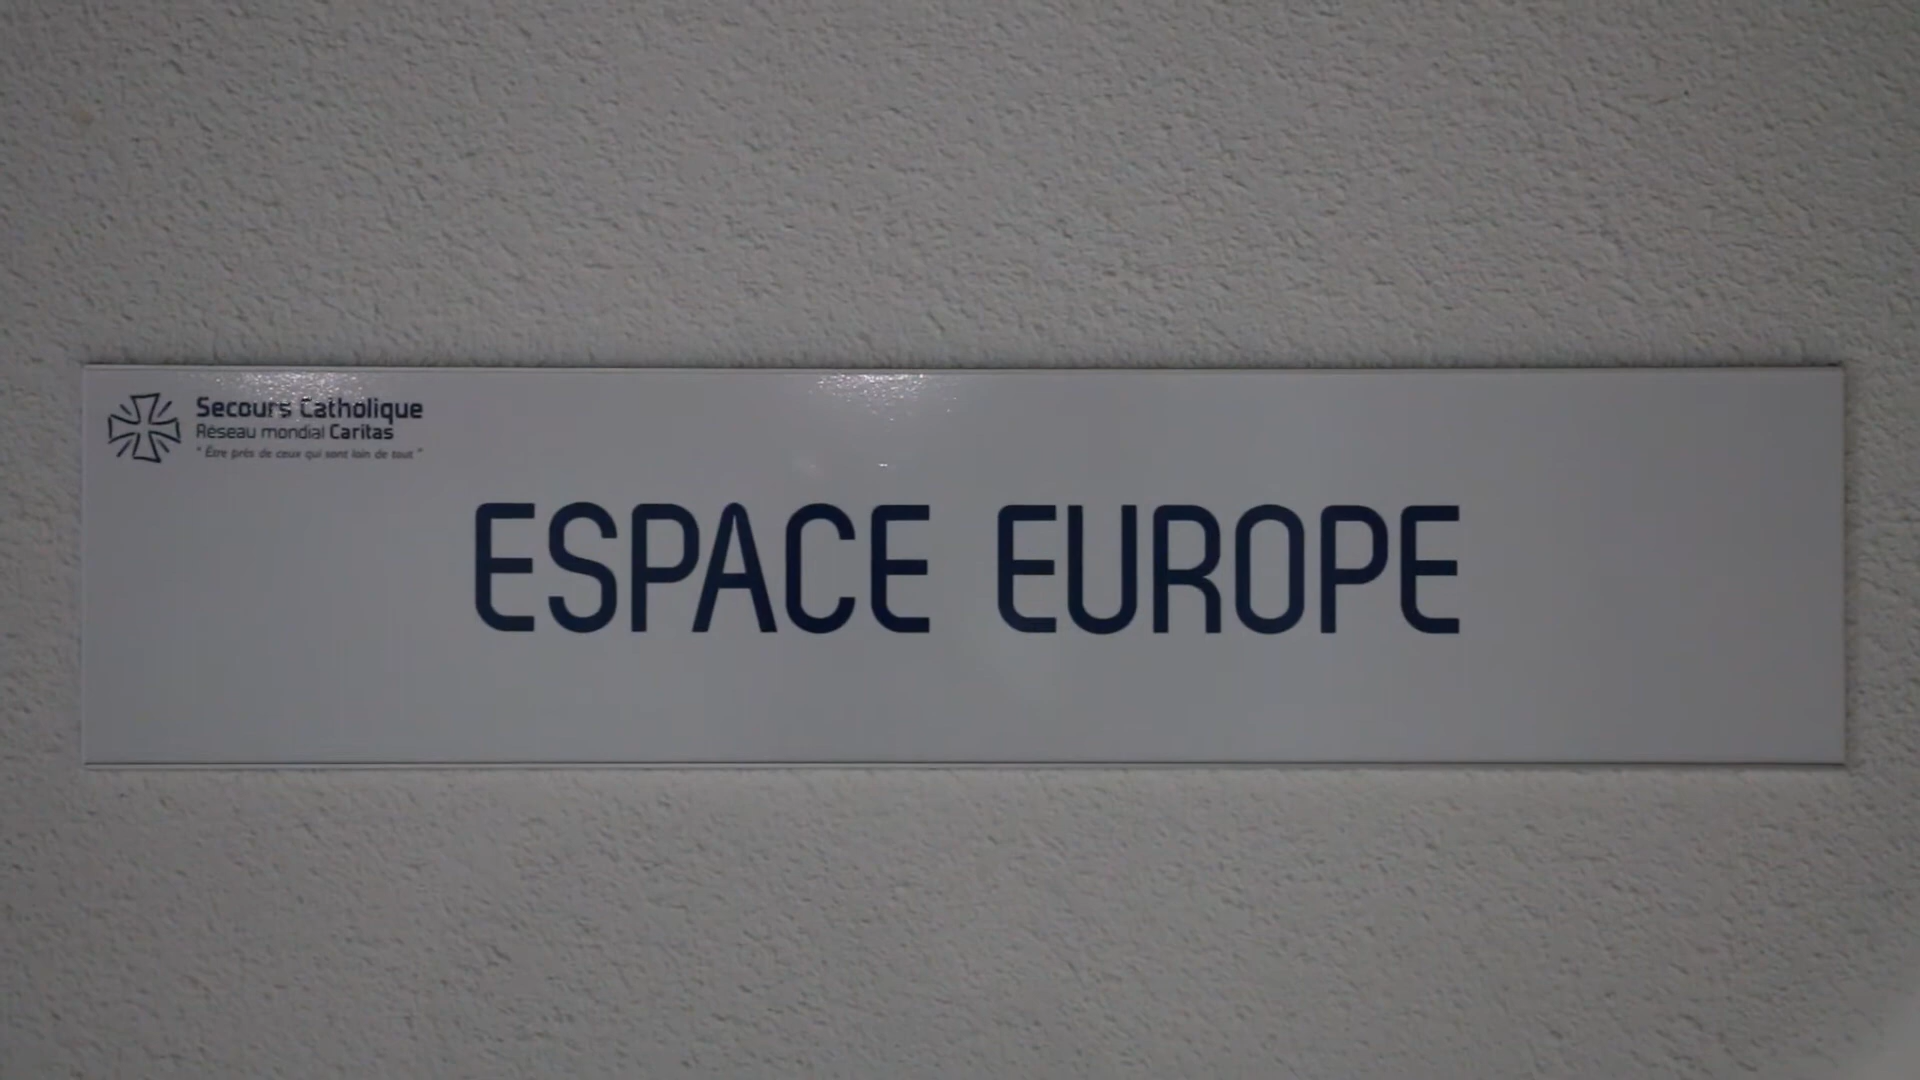 Secours Catholique
Réseau mondial Caritas
" Être près de ceux qui sont loin de tout "
ESPACE EUROPE